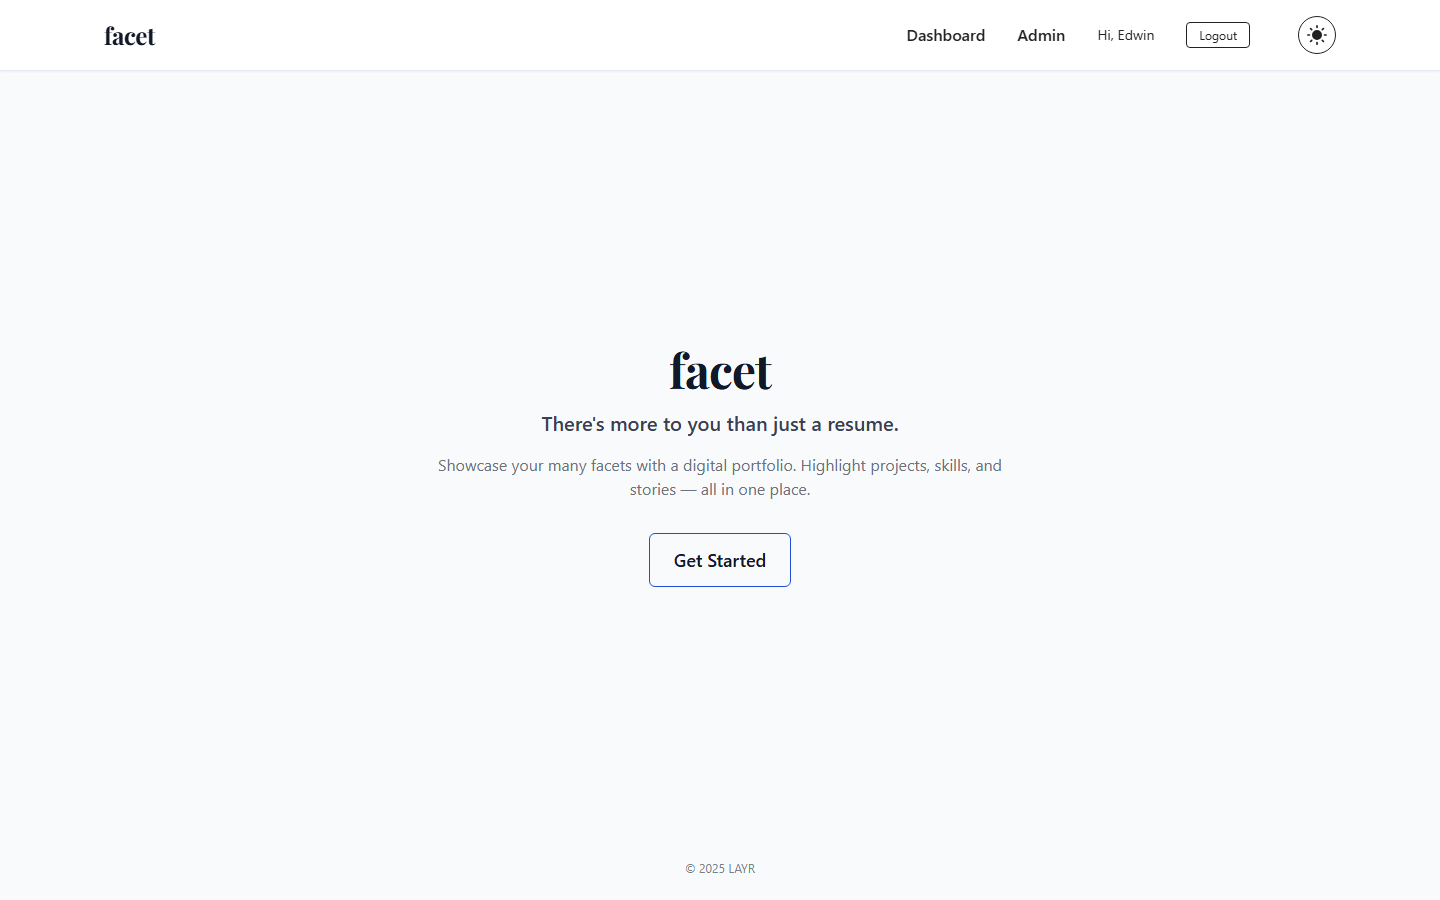 facet
Dashboard Admin Hi, Edwin Logout
facet
There's more to you than just a resume.
Showcase your many facets with a digital portfolio. Highlight projects, skills, and
stories — all in one place.
Get Started
© 2025 LAYR